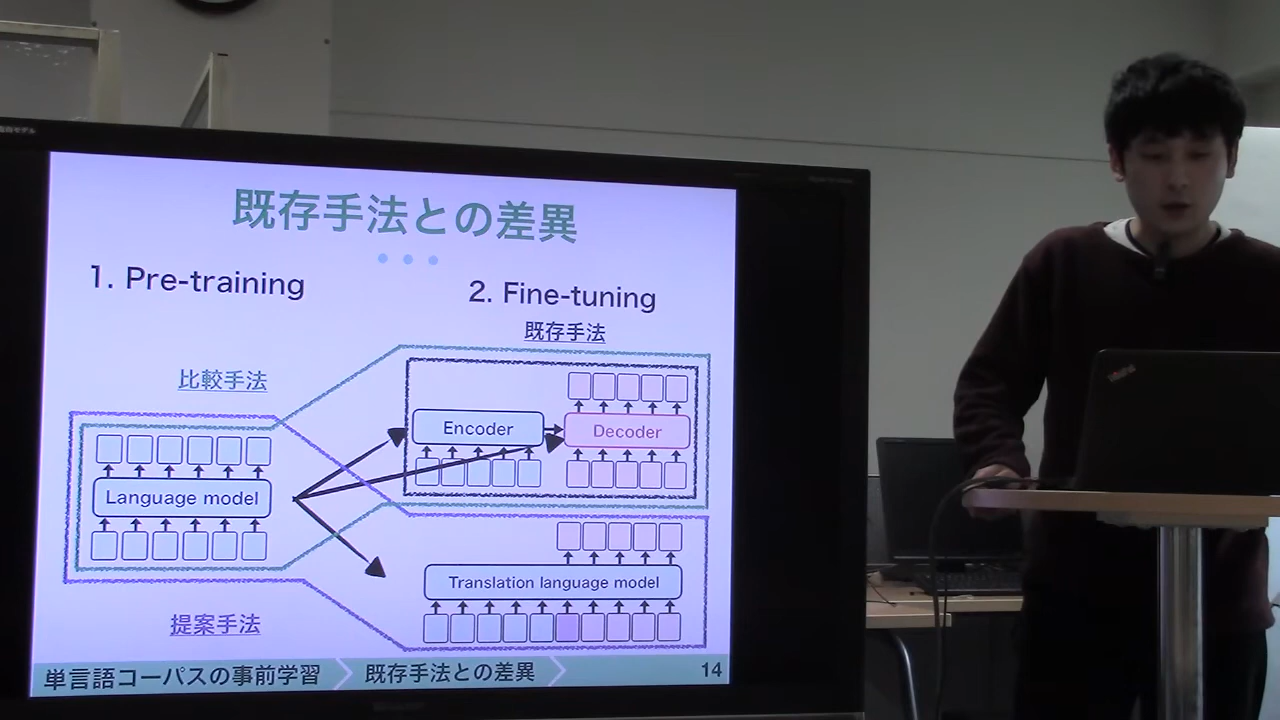 既存手法との差異
1. Pre-training
2. Fine-tuning
既存手法
比較手法
Encoder
Decoder
Language model
Translation language model
提案手法
単言語コーパスの事前学習
既存手法との差異
14